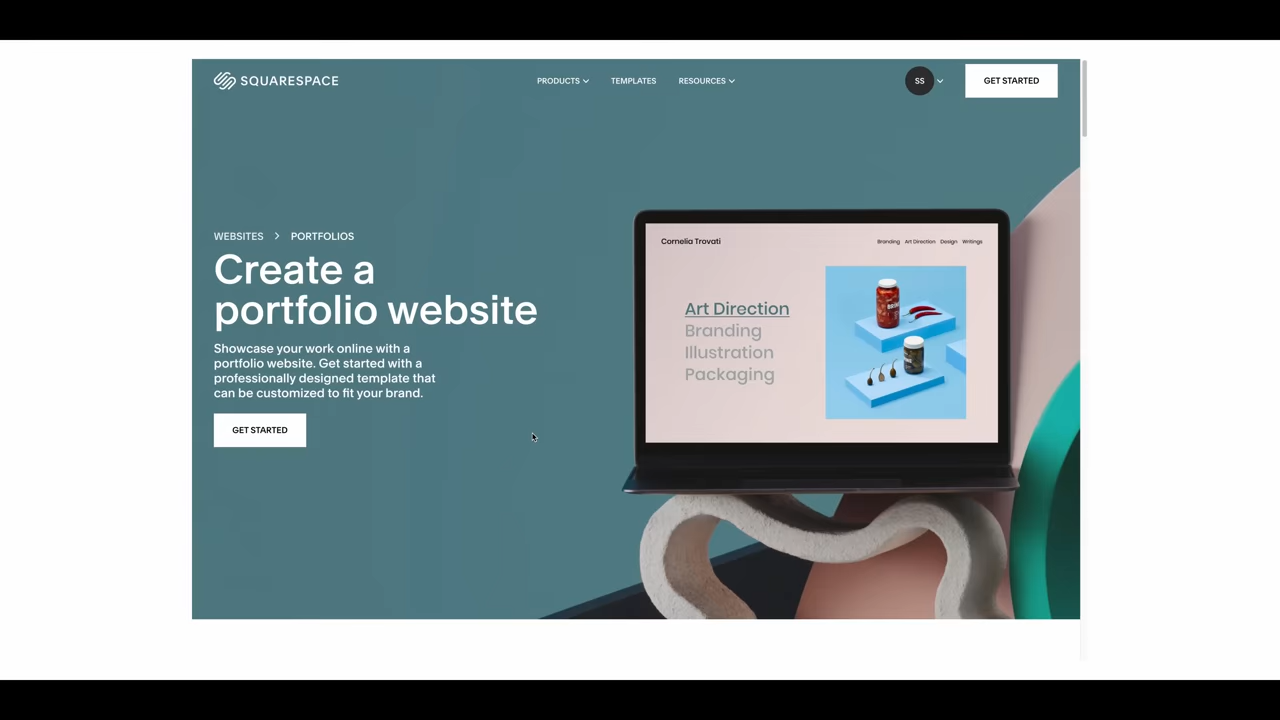 SQUARESPACE
PRODUCTS
TEMPLATES
RESOURCES
SS
GET STARTED
WEBSITES > PORTFOLIOS
Create a
portfolio website
Showcase your work online with a
portfolio website. Get started with a
professionally designed template that
can be customized to fit your brand.
GET STARTED
Cornelia Trovati
Branding Art Direction Design Writings
Art Direction
Branding
Illustration
Packaging